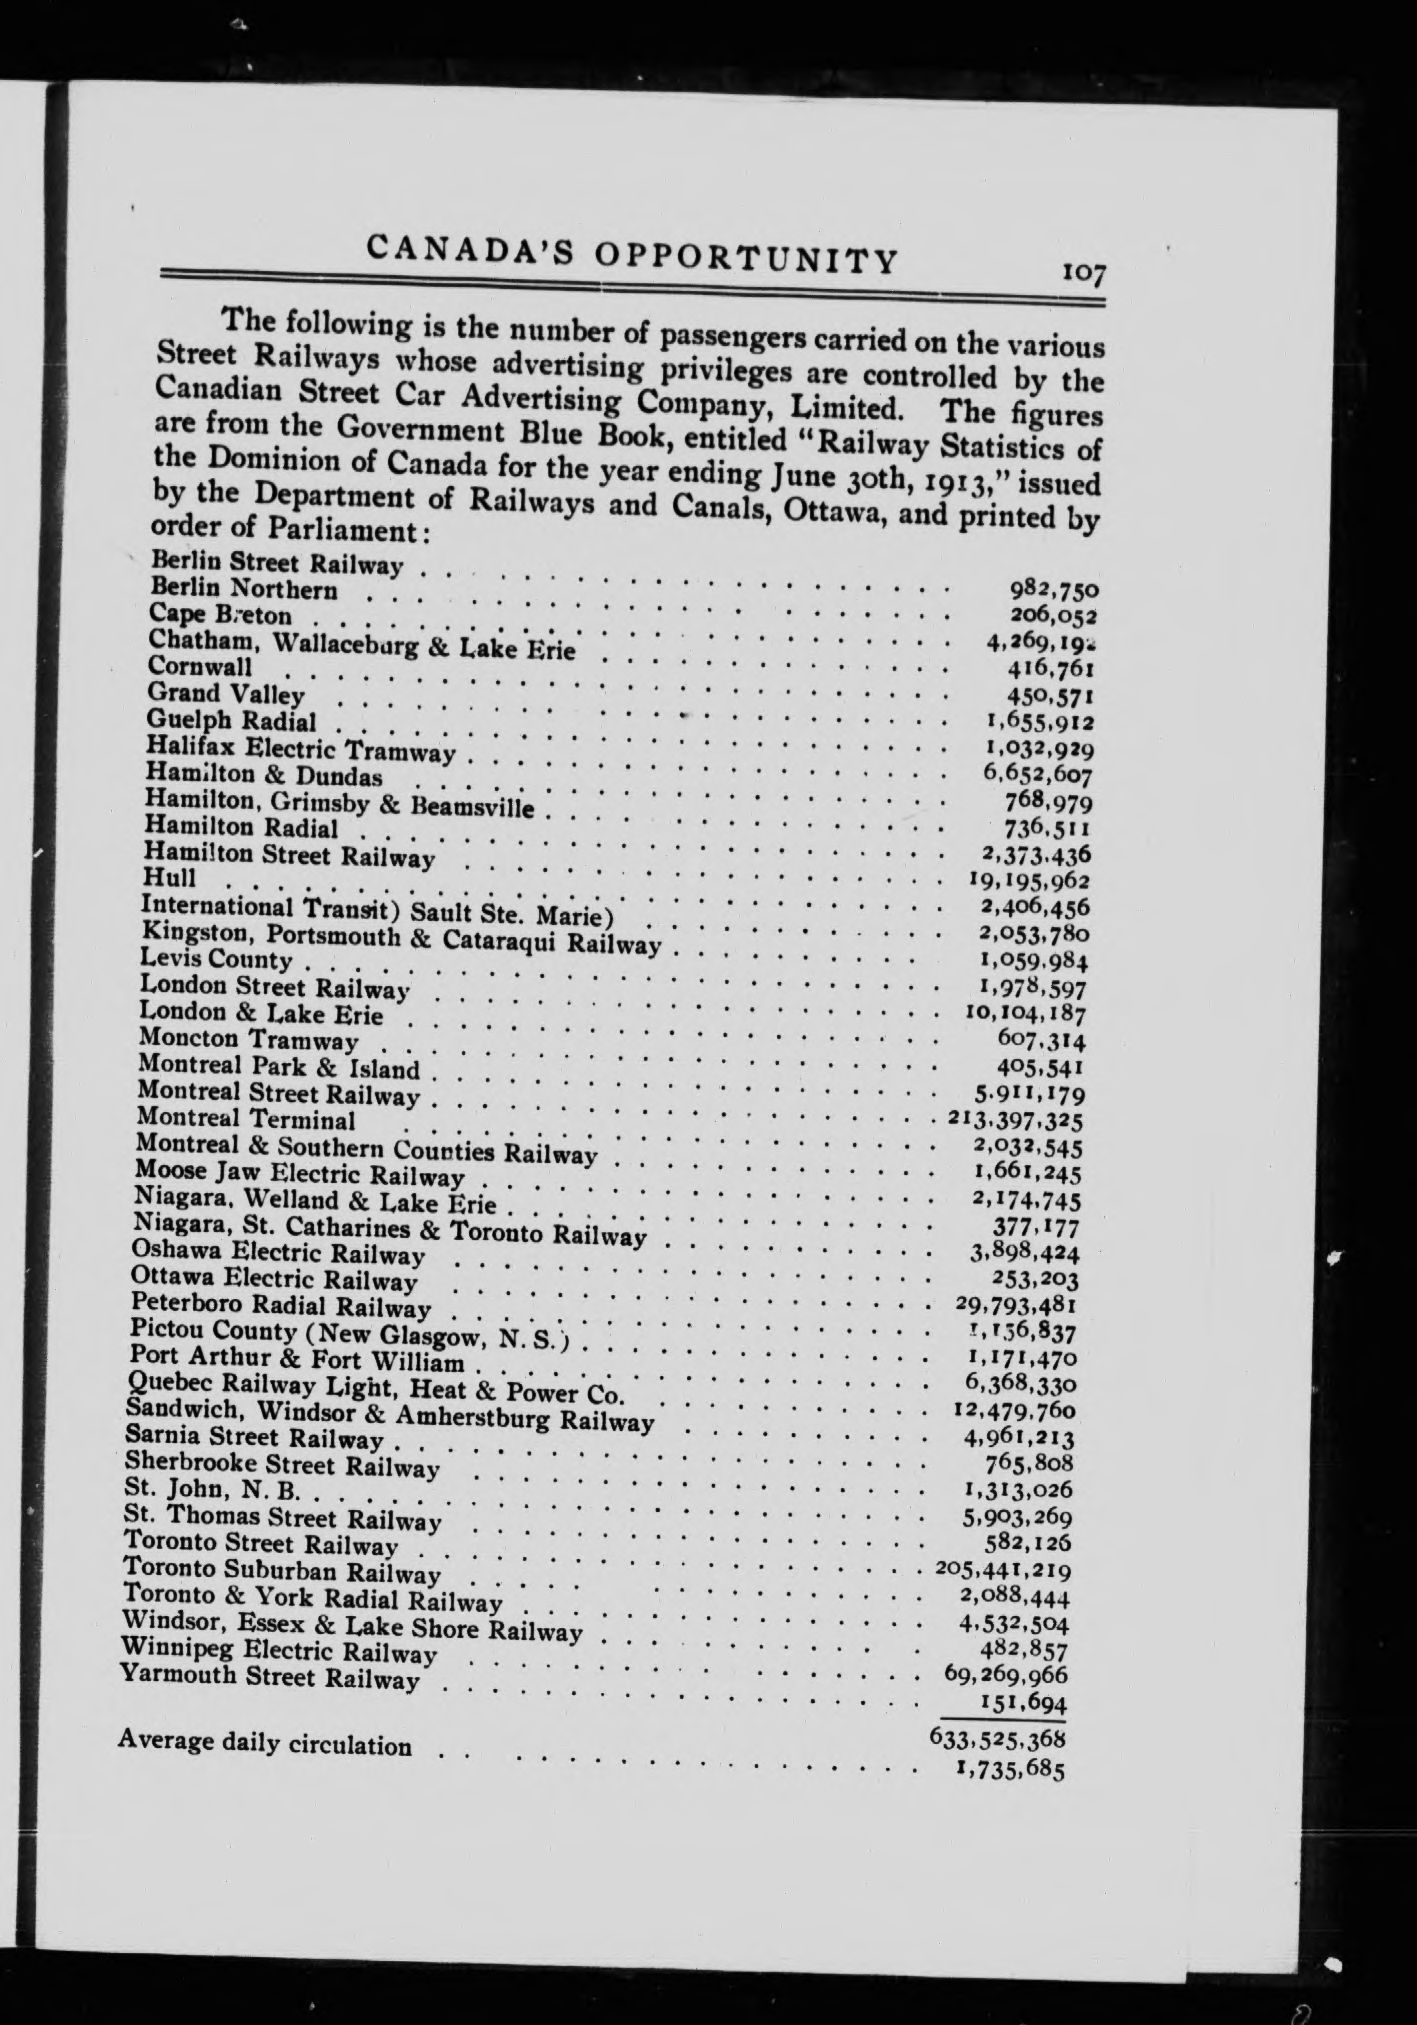 CANADA'S OPPORTUNITY 107
The following is the number of passengers carried on the various
Street Railways whose advertising privileges are controlled by the
Canadian Street Car Advertising Company, Limited. The figures
are from the Government Blue Book, entitled "Railway Statistics of
the Dominion of Canada for the year ending June 30th, 1913," issued
by the Department of Railways and Canals, Ottawa, and printed by
order of Parliament:
Berlin Street Railway . . . . . 982,750
Berlin Northern . . . . . 206,052
Cape Breton . . . . . 4,269,192
Chatham, Wallaceburg & Lake Erie . . . . . 416,761
Cornwall . . . . . 450,571
Grand Valley . . . . . 1,655,912
Guelph Radial . . . . . 1,032,929
Halifax Electric Tramway . . . . . 6,652,607
Hamilton & Dundas . . . . . 768,979
Hamilton, Grimsby & Beamsville . . . . . 736,511
Hamilton Radial . . . . . 2,373,436
Hamilton Street Railway . . . . . 19,195,962
Hull . . . . . 2,406,456
International Transit) Sault Ste. Marie) . . . . . 2,053,780
Kingston, Portsmouth & Cataraqui Railway . . . . . 1,059,984
Levis County . . . . . 1,978,597
London Street Railway . . . . . 10,104,187
London & Lake Erie . . . . . 607,314
Moncton Tramway . . . . . 405,541
Montreal Park & Island . . . . . 5,911,179
Montreal Street Railway . . . . . 213,397,325
Montreal Terminal . . . . . 2,032,545
Montreal & Southern Counties Railway . . . . . 1,661,245
Moose Jaw Electric Railway . . . . . 2,174,745
Niagara, Welland & Lake Erie . . . . . 377,177
Niagara, St. Catharines & Toronto Railway . . . . . 3,898,424
Oshawa Electric Railway . . . . . 253,203
Ottawa Electric Railway . . . . . 29,793,481
Peterboro Radial Railway . . . . . 1,156,837
Pictou County (New Glasgow, N. S.) . . . . . 1,171,470
Port Arthur & Fort William . . . . . 6,368,330
Quebec Railway Light, Heat & Power Co. . . . . . 12,479,760
Sandwich, Windsor & Amherstburg Railway . . . . . 4,961,213
Sarnia Street Railway . . . . . 765,808
Sherbrooke Street Railway . . . . . 1,313,026
St. John, N. B. . . . . . 5,903,269
St. Thomas Street Railway . . . . . 582,126
Toronto Street Railway . . . . . 205,441,219
Toronto Suburban Railway . . . . . 2,088,444
Toronto & York Radial Railway . . . . . 4,532,504
Windsor, Essex & Lake Shore Railway . . . . . 482,857
Winnipeg Electric Railway . . . . . 69,269,966
Yarmouth Street Railway . . . . . 151,694
633,525,368
Average daily circulation . . . . . 1,735,685